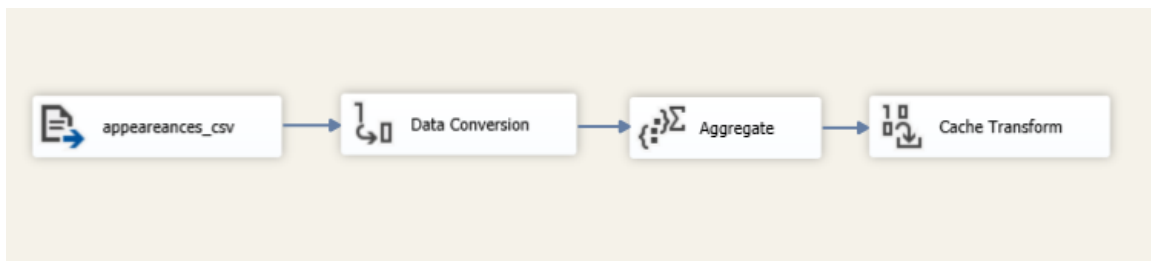 appeareances_csv
Data Conversion
Aggregate
Cache Transform